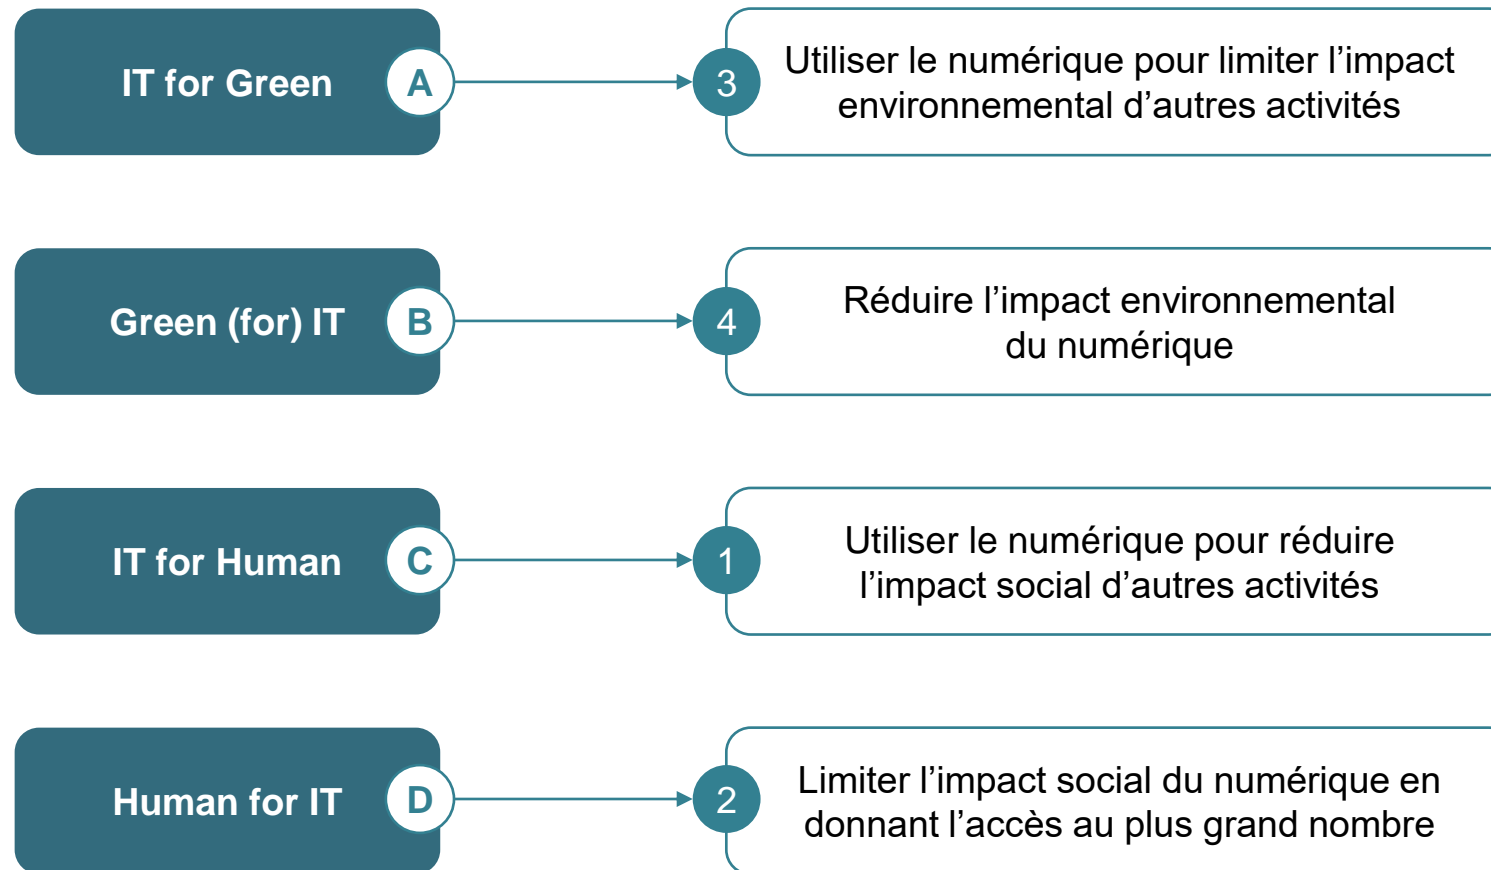 IT for Green
A
3
Utiliser le numérique pour limiter l’impact
environnemental d’autres activités
Green (for) IT
B
4
Réduire l’impact environnemental
du numérique
IT for Human
C
1
Utiliser le numérique pour réduire
l’impact social d’autres activités
Human for IT
D
2
Limiter l’impact social du numérique en
donnant l’accès au plus grand nombre